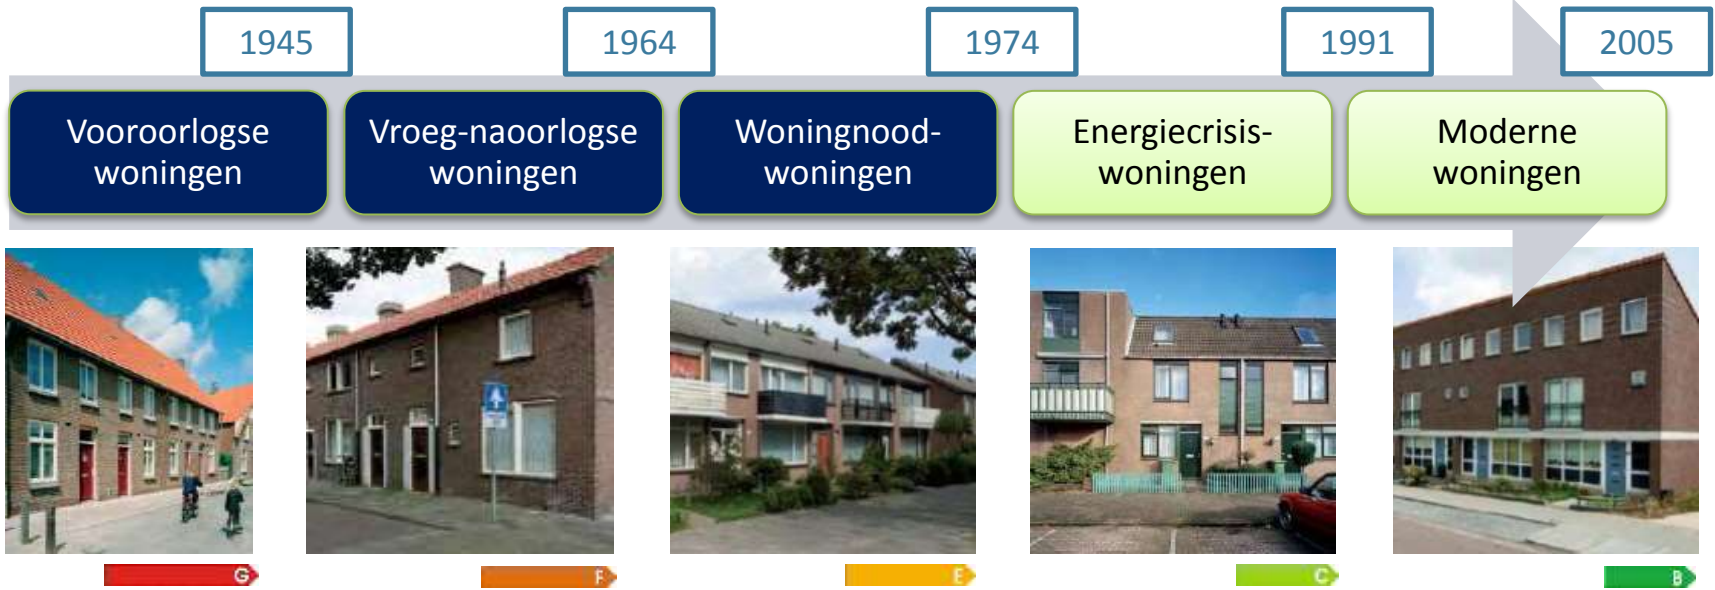 1945
1964
1974
1991
2005
Vooroorlogse
woningen
Vroeg-naoorlogse
woningen
Woningnood-
woningen
Energiecrisis-
woningen
Moderne
woningen
G
F
E
C
B